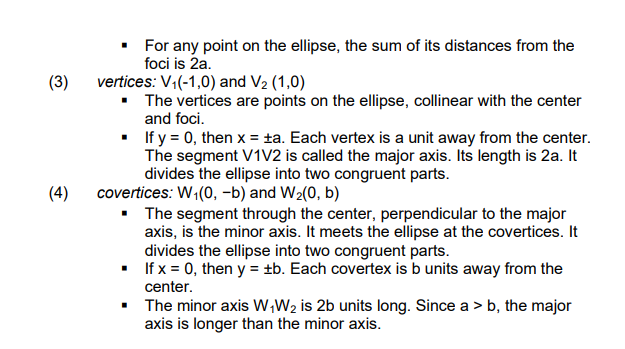 ▪ For any point on the ellipse, the sum of its distances from the
foci is 2a.
(3) vertices: V₁(-1,0) and V₂ (1,0)
▪ The vertices are points on the ellipse, collinear with the center
and foci.
▪ If y = 0, then x = ±a. Each vertex is a unit away from the center.
The segment V1V2 is called the major axis. Its length is 2a. It
divides the ellipse into two congruent parts.
(4) covertices: W₁(0, −b) and W₂(0, b)
▪ The segment through the center, perpendicular to the major
axis, is the minor axis. It meets the ellipse at the covertices. It
divides the ellipse into two congruent parts.
▪ If x = 0, then y = ±b. Each covertex is b units away from the
center.
▪ The minor axis W₁W₂ is 2b units long. Since a > b, the major
axis is longer than the minor axis.